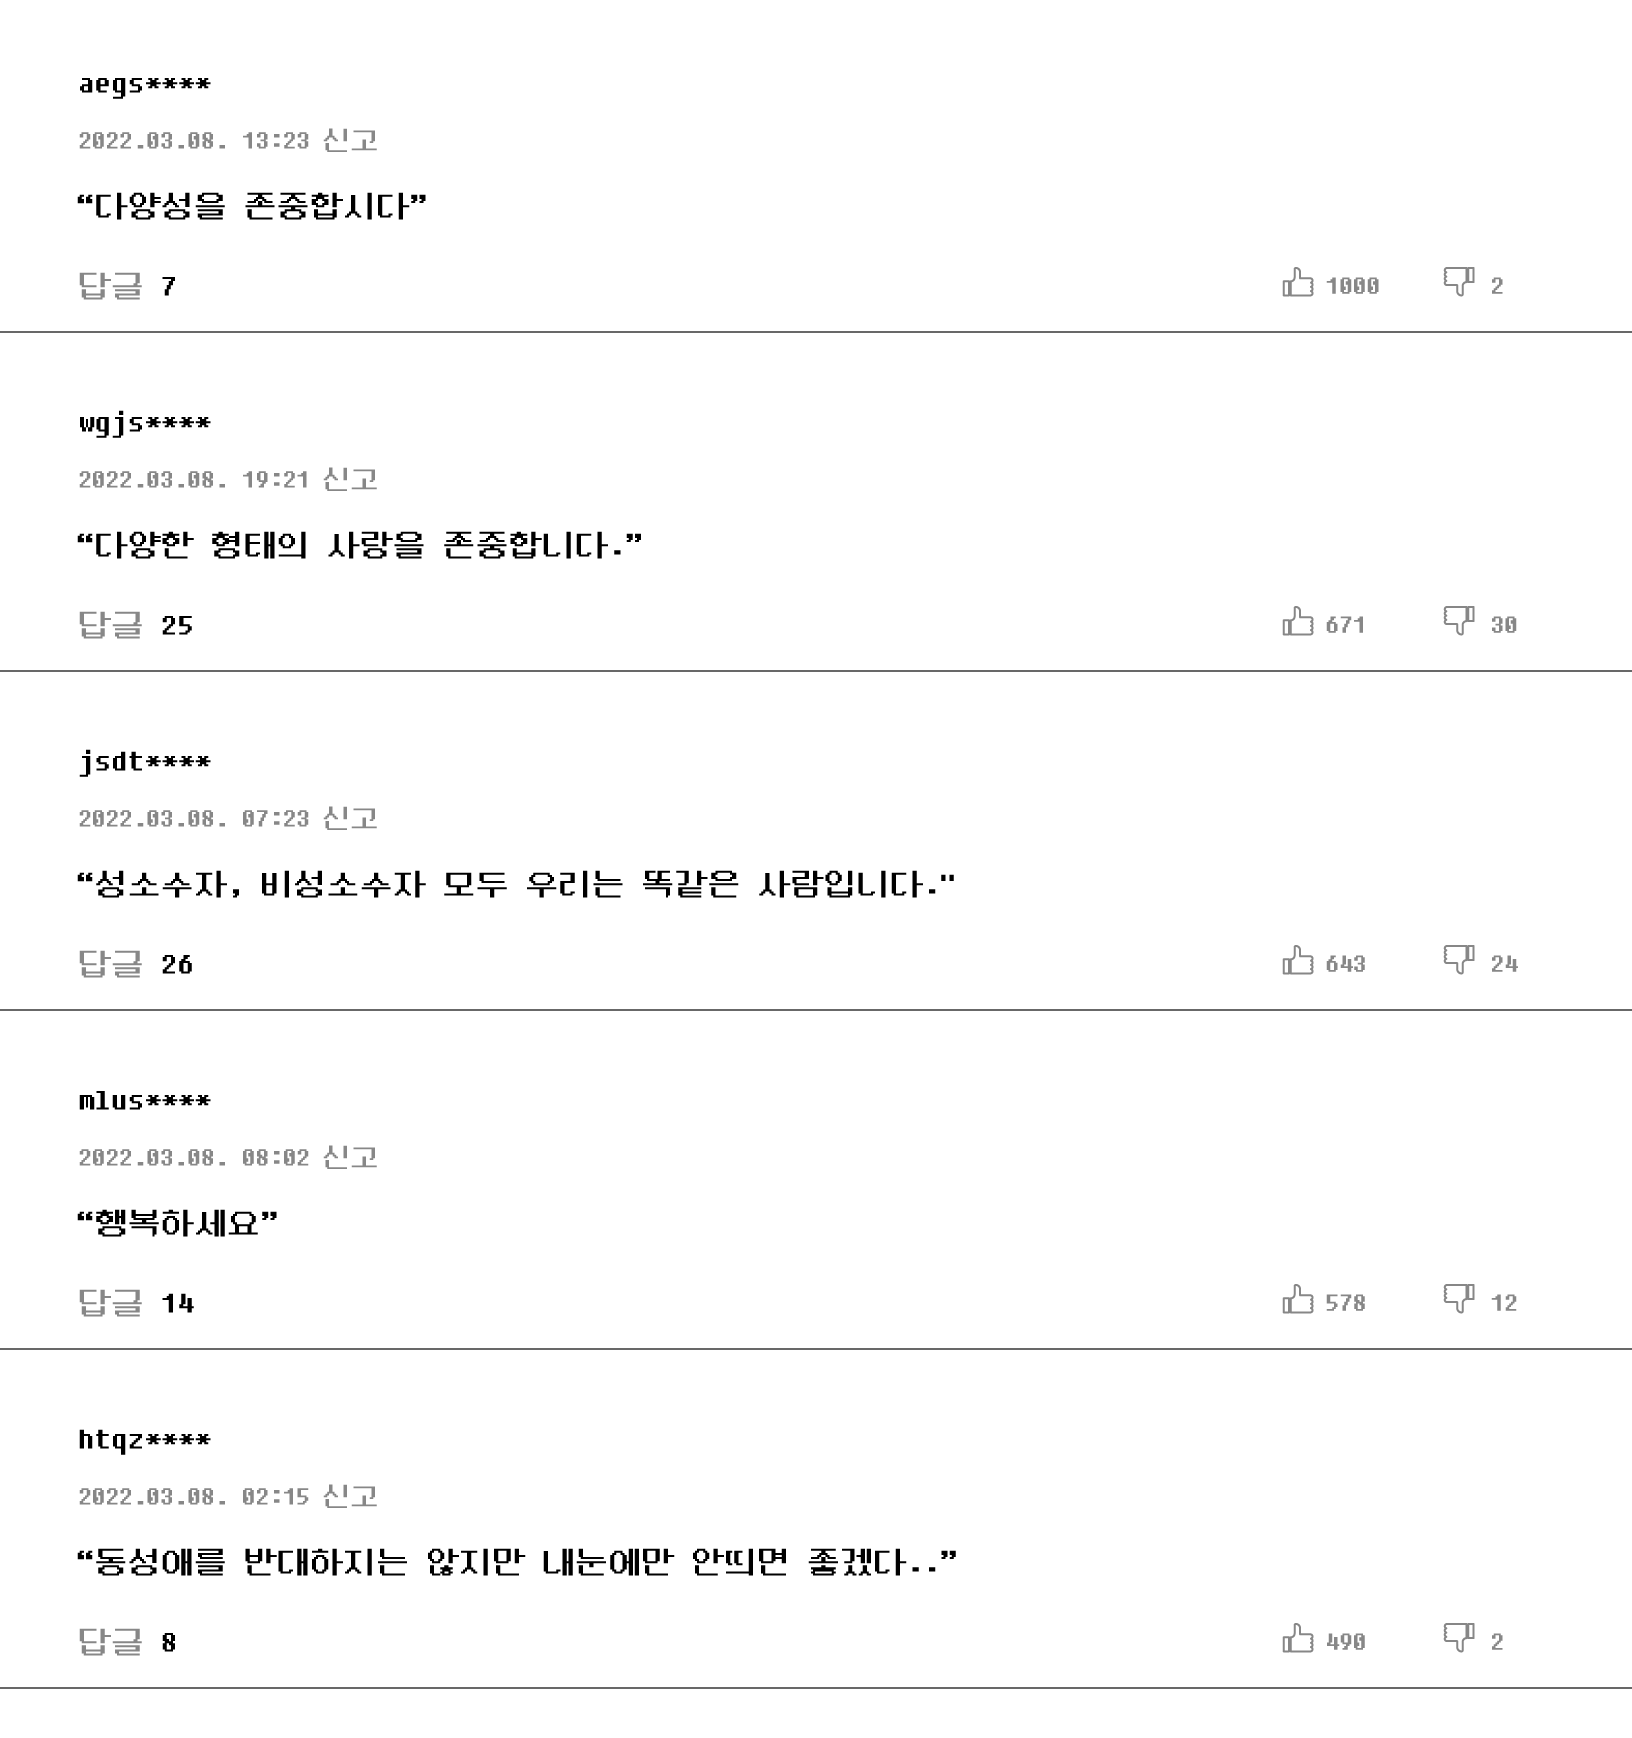 aegs****
2022.03.08. 13:23 신고
“다양성을 존중합시다”
답글 7 1000 2
wgjs****
2022.03.08. 19:21 신고
“다양한 형태의 사랑을 존중합니다.”
답글 25 671 30
jsdt****
2022.03.08. 07:23 신고
“성소수자, 비성소수자 모두 우리는 똑같은 사람입니다."
답글 26 643 24
mlus****
2022.03.08. 08:02 신고
“행복하세요”
답글 14 578 12
htqz****
2022.03.08. 02:15 신고
“동성애를 반대하지는 않지만 내눈에만 안띄면 좋겠다..”
답글 8 490 2